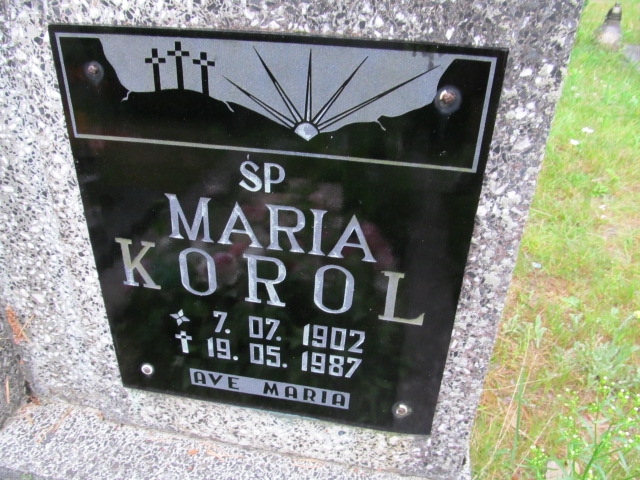 ŚP
MARIA
KOROL
7. 07. 1902
✝ 19. 05. 1987
AVE MARIA